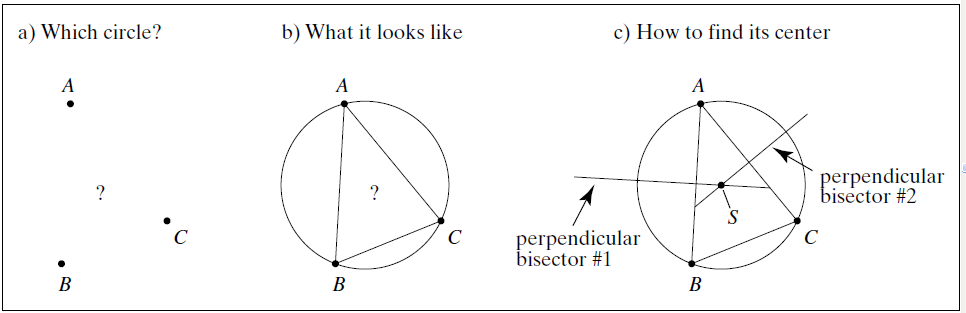 a) Which circle?
A
?
C
B
b) What it looks like
A
?
C
B
c) How to find its center
A
perpendicular
bisector #2
S
C
perpendicular
bisector #1
B